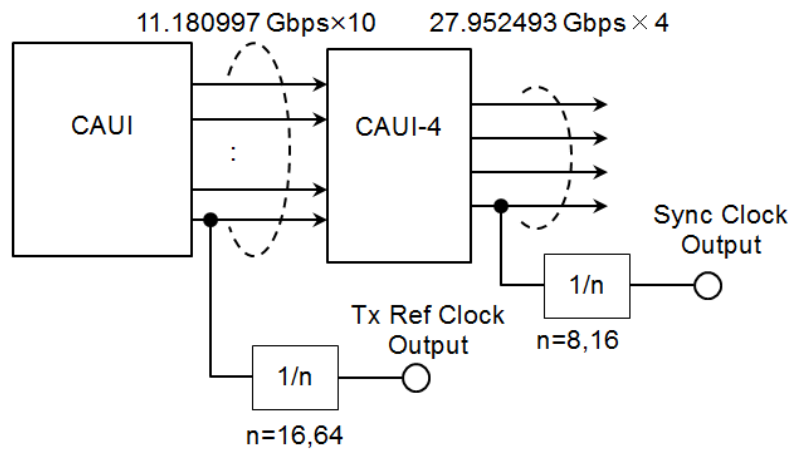 11.180997 Gbps×10
27.952493 Gbps × 4
CAUI
:
CAUI-4
Sync Clock
Output
1/n
n=8,16
Tx Ref Clock
Output
1/n
n=16,64